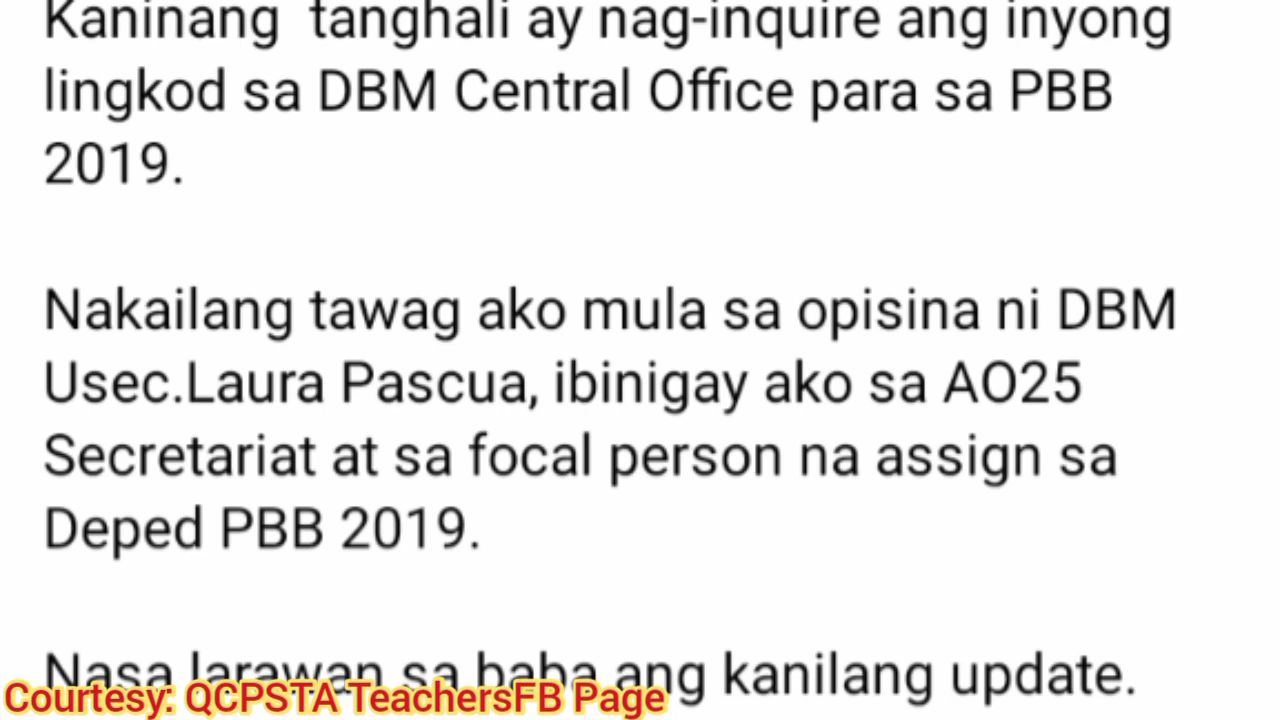 Kaninang tanghali ay nag-inquire ang inyong
lingkod sa DBM Central Office para sa PBB
2019.
Nakailang tawag ako mula sa opisina ni DBM
Usec.Laura Pascua, ibinigay ako sa AO25
Secretariat at sa focal person na assign sa
Deped PBB 2019.
Nasa larawan sa baba ang kanilang update.
Courtesy: QCPSTA TeachersFB Page